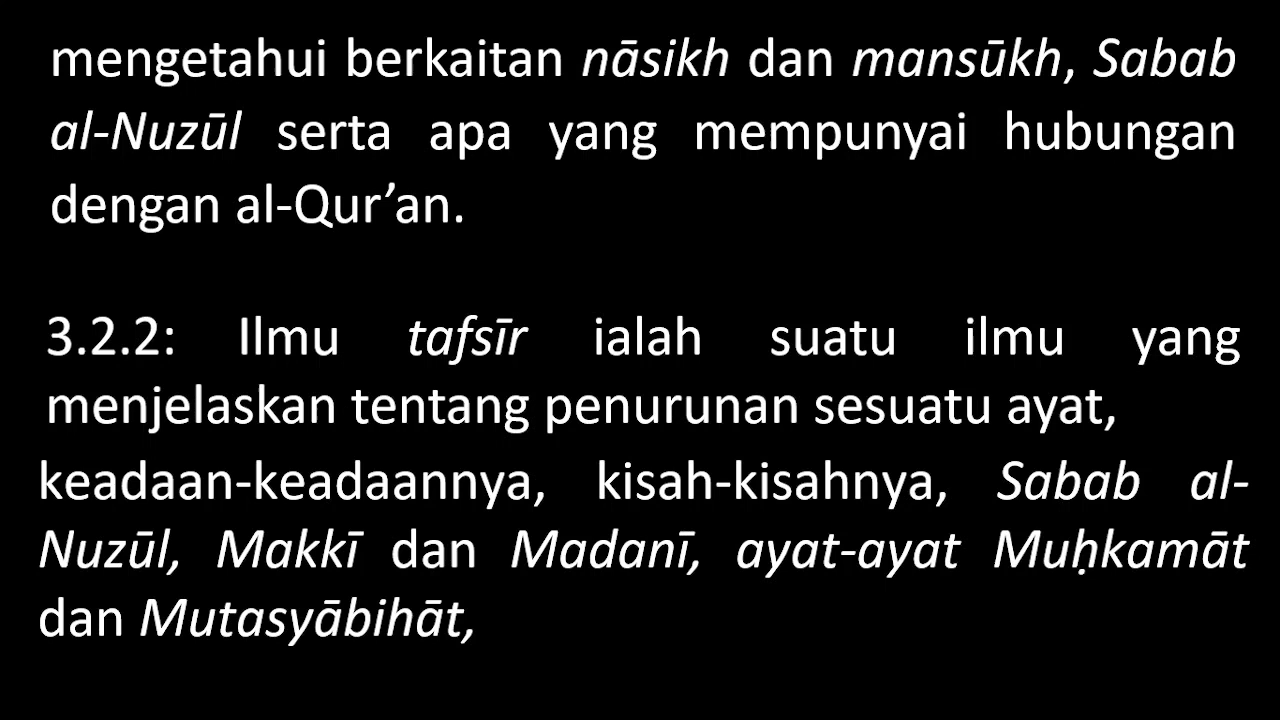 mengetahui berkaitan nāsikh dan mansūkh, Sabab
al-Nuzūl serta apa yang mempunyai hubungan
dengan al-Qur’an.
3.2.2: Ilmu tafsīr ialah suatu ilmu yang
menjelaskan tentang penurunan sesuatu ayat,
keadaan-keadaannya, kisah-kisahnya, Sabab al-
Nuzūl, Makkī dan Madanī, ayat-ayat Muḥkamāt
dan Mutasyābihāt,